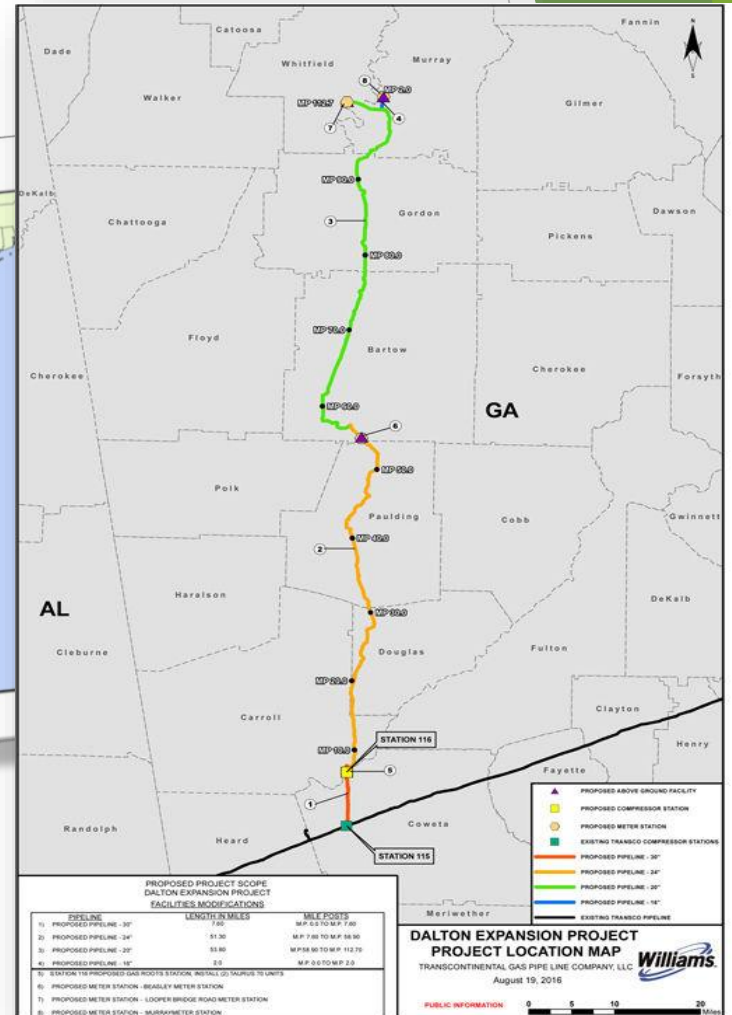 Fannin
Catoosa
Dade
Whitfield
Murray
N
S
8
MP 2.0
Walker
MP 112.7
4
Gilmer
7
DeKalb
MP 90.0
Chattooga
3
Gordon
Dawson
Pickens
MP 80.0
Floyd
MP 70.0
Bartow
Cherokee
Cherokee
Forsyth
MP 60.0
GA
6
MP 50.0
Polk
Paulding
Cobb
Gwinnett
2
MP 40.0
Haralson
AL
DeKalb
MP 30.0
Cleburne
Douglas
Fulton
MP 20.0
Carroll
Clayton
STATION 116
Henry
MP 10.0
5
Fayette
1
Randolph
Heard
Coweta
STATION 115
Meriwether
PROPOSED ABOVE GROUND FACILITY
PROPOSED COMPRESSOR STATION
PROPOSED METER STATION
EXISTING TRANSCO COMPRESSOR STATIONS
PROPOSED PIPELINE - 30"
PROPOSED PIPELINE - 24"
PROPOSED PIPELINE - 20"
PROPOSED PIPELINE - 16"
EXISTING TRANSCO PIPELINE
PROPOSED PROJECT SCOPE
DALTON EXPANSION PROJECT
FACILITIES MODIFICATIONS
PIPELINE LENGTH IN MILES MILE POSTS
1) PROPOSED PIPELINE - 30" 7.60 M.P. 0.0 TO M.P. 7.60
2) PROPOSED PIPELINE - 24" 51.30 M.P. 7.60 TO M.P. 58.90
3) PROPOSED PIPELINE - 20" 53.80 M.P. 58.90 TO M.P. 112.70
4) PROPOSED PIPELINE - 16" 2.0 M.P. 0.0 TO M.P. 2.0
5) STATION 116 PROPOSED GAS ROOTS STATION, INSTALL (2) TAURUS 70 UNITS
6) PROPOSED METER STATION - BEASLEY METER STATION
7) PROPOSED METER STATION - LOOPER BRIDGE ROAD METER STATION
8) PROPOSED METER STATION - MURRAYMETER STATION
DALTON EXPANSION PROJECT
PROJECT LOCATION MAP
TRANSCONTINENTAL GAS PIPE LINE COMPANY, LLC
August 19, 2016
Williams.
PUBLIC INFORMATION
0 5 10 20
Miles